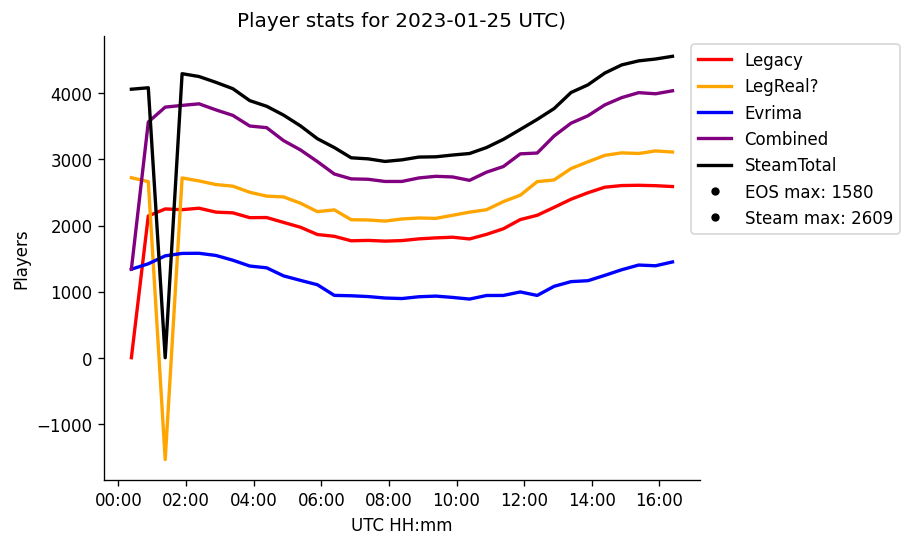 Player stats for 2023-01-25 UTC)
Legacy
LegReal?
Evrima
Combined
SteamTotal
EOS max: 1580
Steam max: 2609
Players
4000
3000
2000
1000
0
−1000
00:00 02:00 04:00 06:00 08:00 10:00 12:00 14:00 16:00
UTC HH:mm